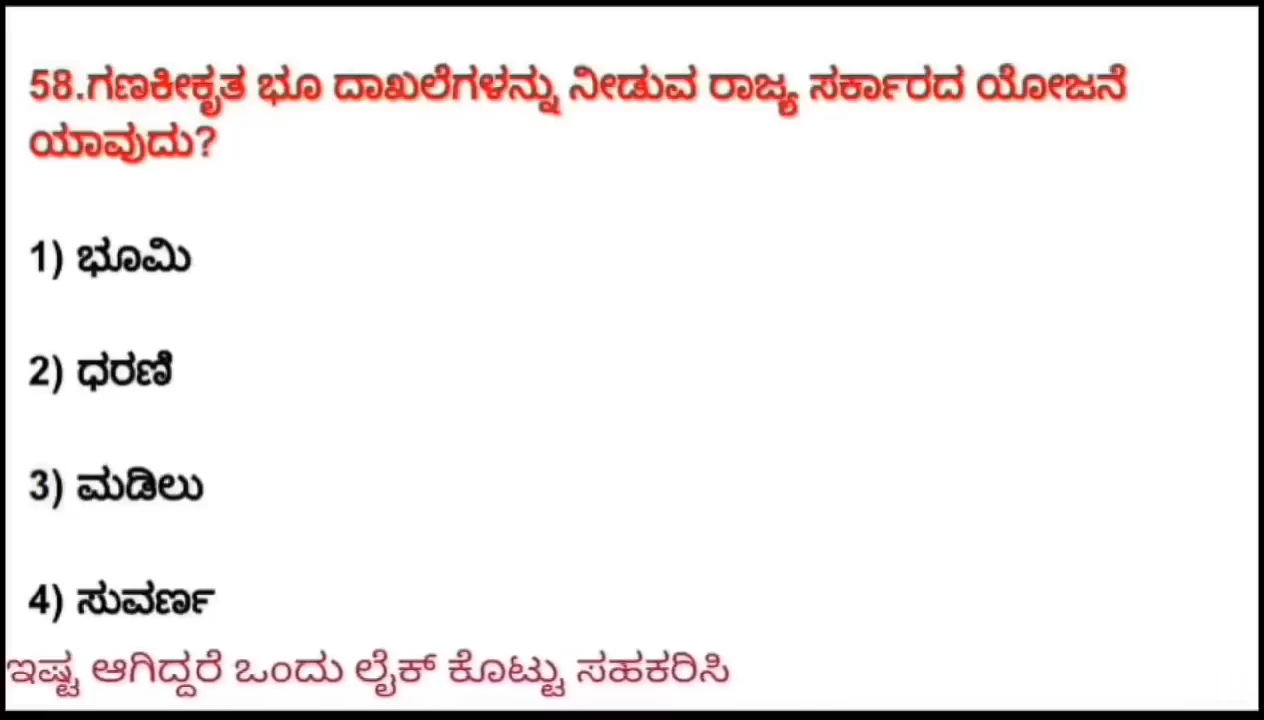 58.ಗಣಕೀಕೃತ ಭೂ ದಾಖಲೆಗಳನ್ನು ನೀಡುವ ರಾಜ್ಯ ಸರ್ಕಾರದ ಯೋಜನೆ
ಯಾವುದು?
1) ಭೂಮಿ
2) ಧರಣಿ
3) ಮಡಿಲು
4) ಸುವರ್ಣ
ಇಷ್ಟ ಆಗಿದ್ದರೆ ಒಂದು ಲೈಕ್ ಕೊಟ್ಟು ಸಹಕರಿಸಿ